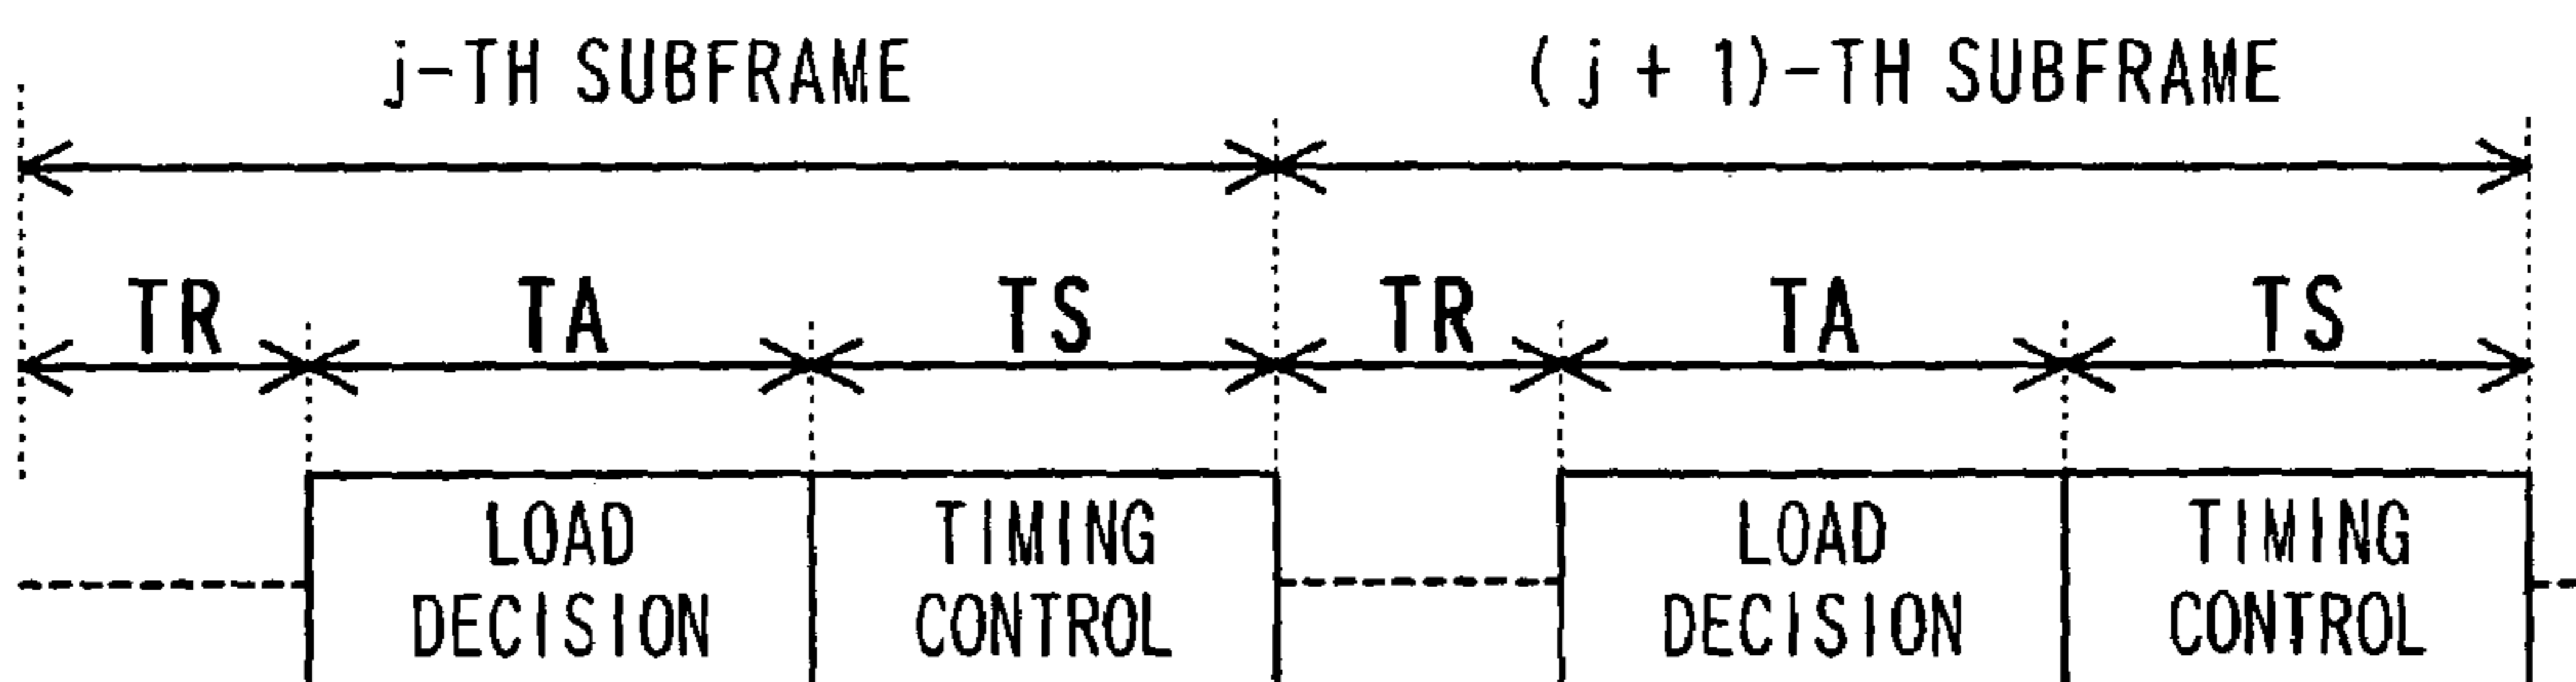 j-TH SUBFRAME (j + 1)-TH SUBFRAME
TR TA TS TR TA TS
LOAD TIMING LOAD TIMING
DECISION CONTROL DECISION CONTROL